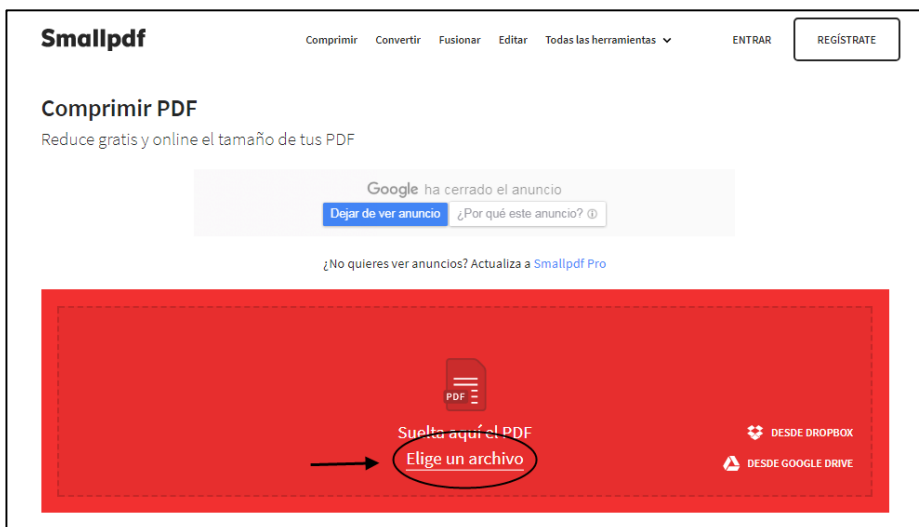 Smallpdf
Comprimir Convertir Fusionar Editar Todas las herramientas ENTRAR REGÍSTRATE
Comprimir PDF
Reduce gratis y online el tamaño de tus PDF
Google ha cerrado el anuncio
Dejar de ver anuncio ¿Por qué este anuncio?
¿No quieres ver anuncios? Actualiza a Smallpdf Pro
PDF
Suelta aquí el PDF
Elige un archivo
DESDE DROPBOX
DESDE GOOGLE DRIVE